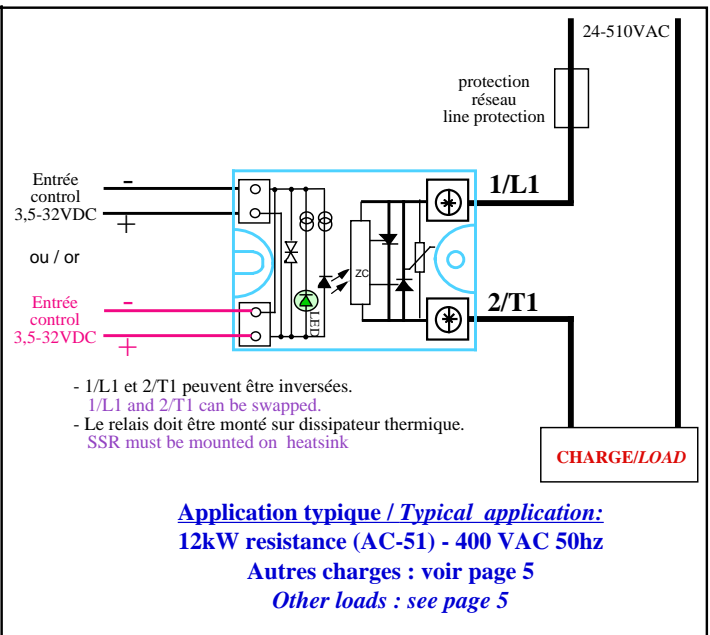 24-510VAC
protection
réseau
line protection
1/L1
Entrée
control
3,5-32VDC
-
+
ou / or
Entrée
control
3,5-32VDC
-
+
ZC
LED
2/T1
- 1/L1 et 2/T1 peuvent être inversées.
1/L1 and 2/T1 can be swapped.
- Le relais doit être monté sur dissipateur thermique.
SSR must be mounted on heatsink
CHARGE/LOAD
Application typique / Typical application:
12kW resistance (AC-51) - 400 VAC 50hz
Autres charges : voir page 5
Other loads : see page 5